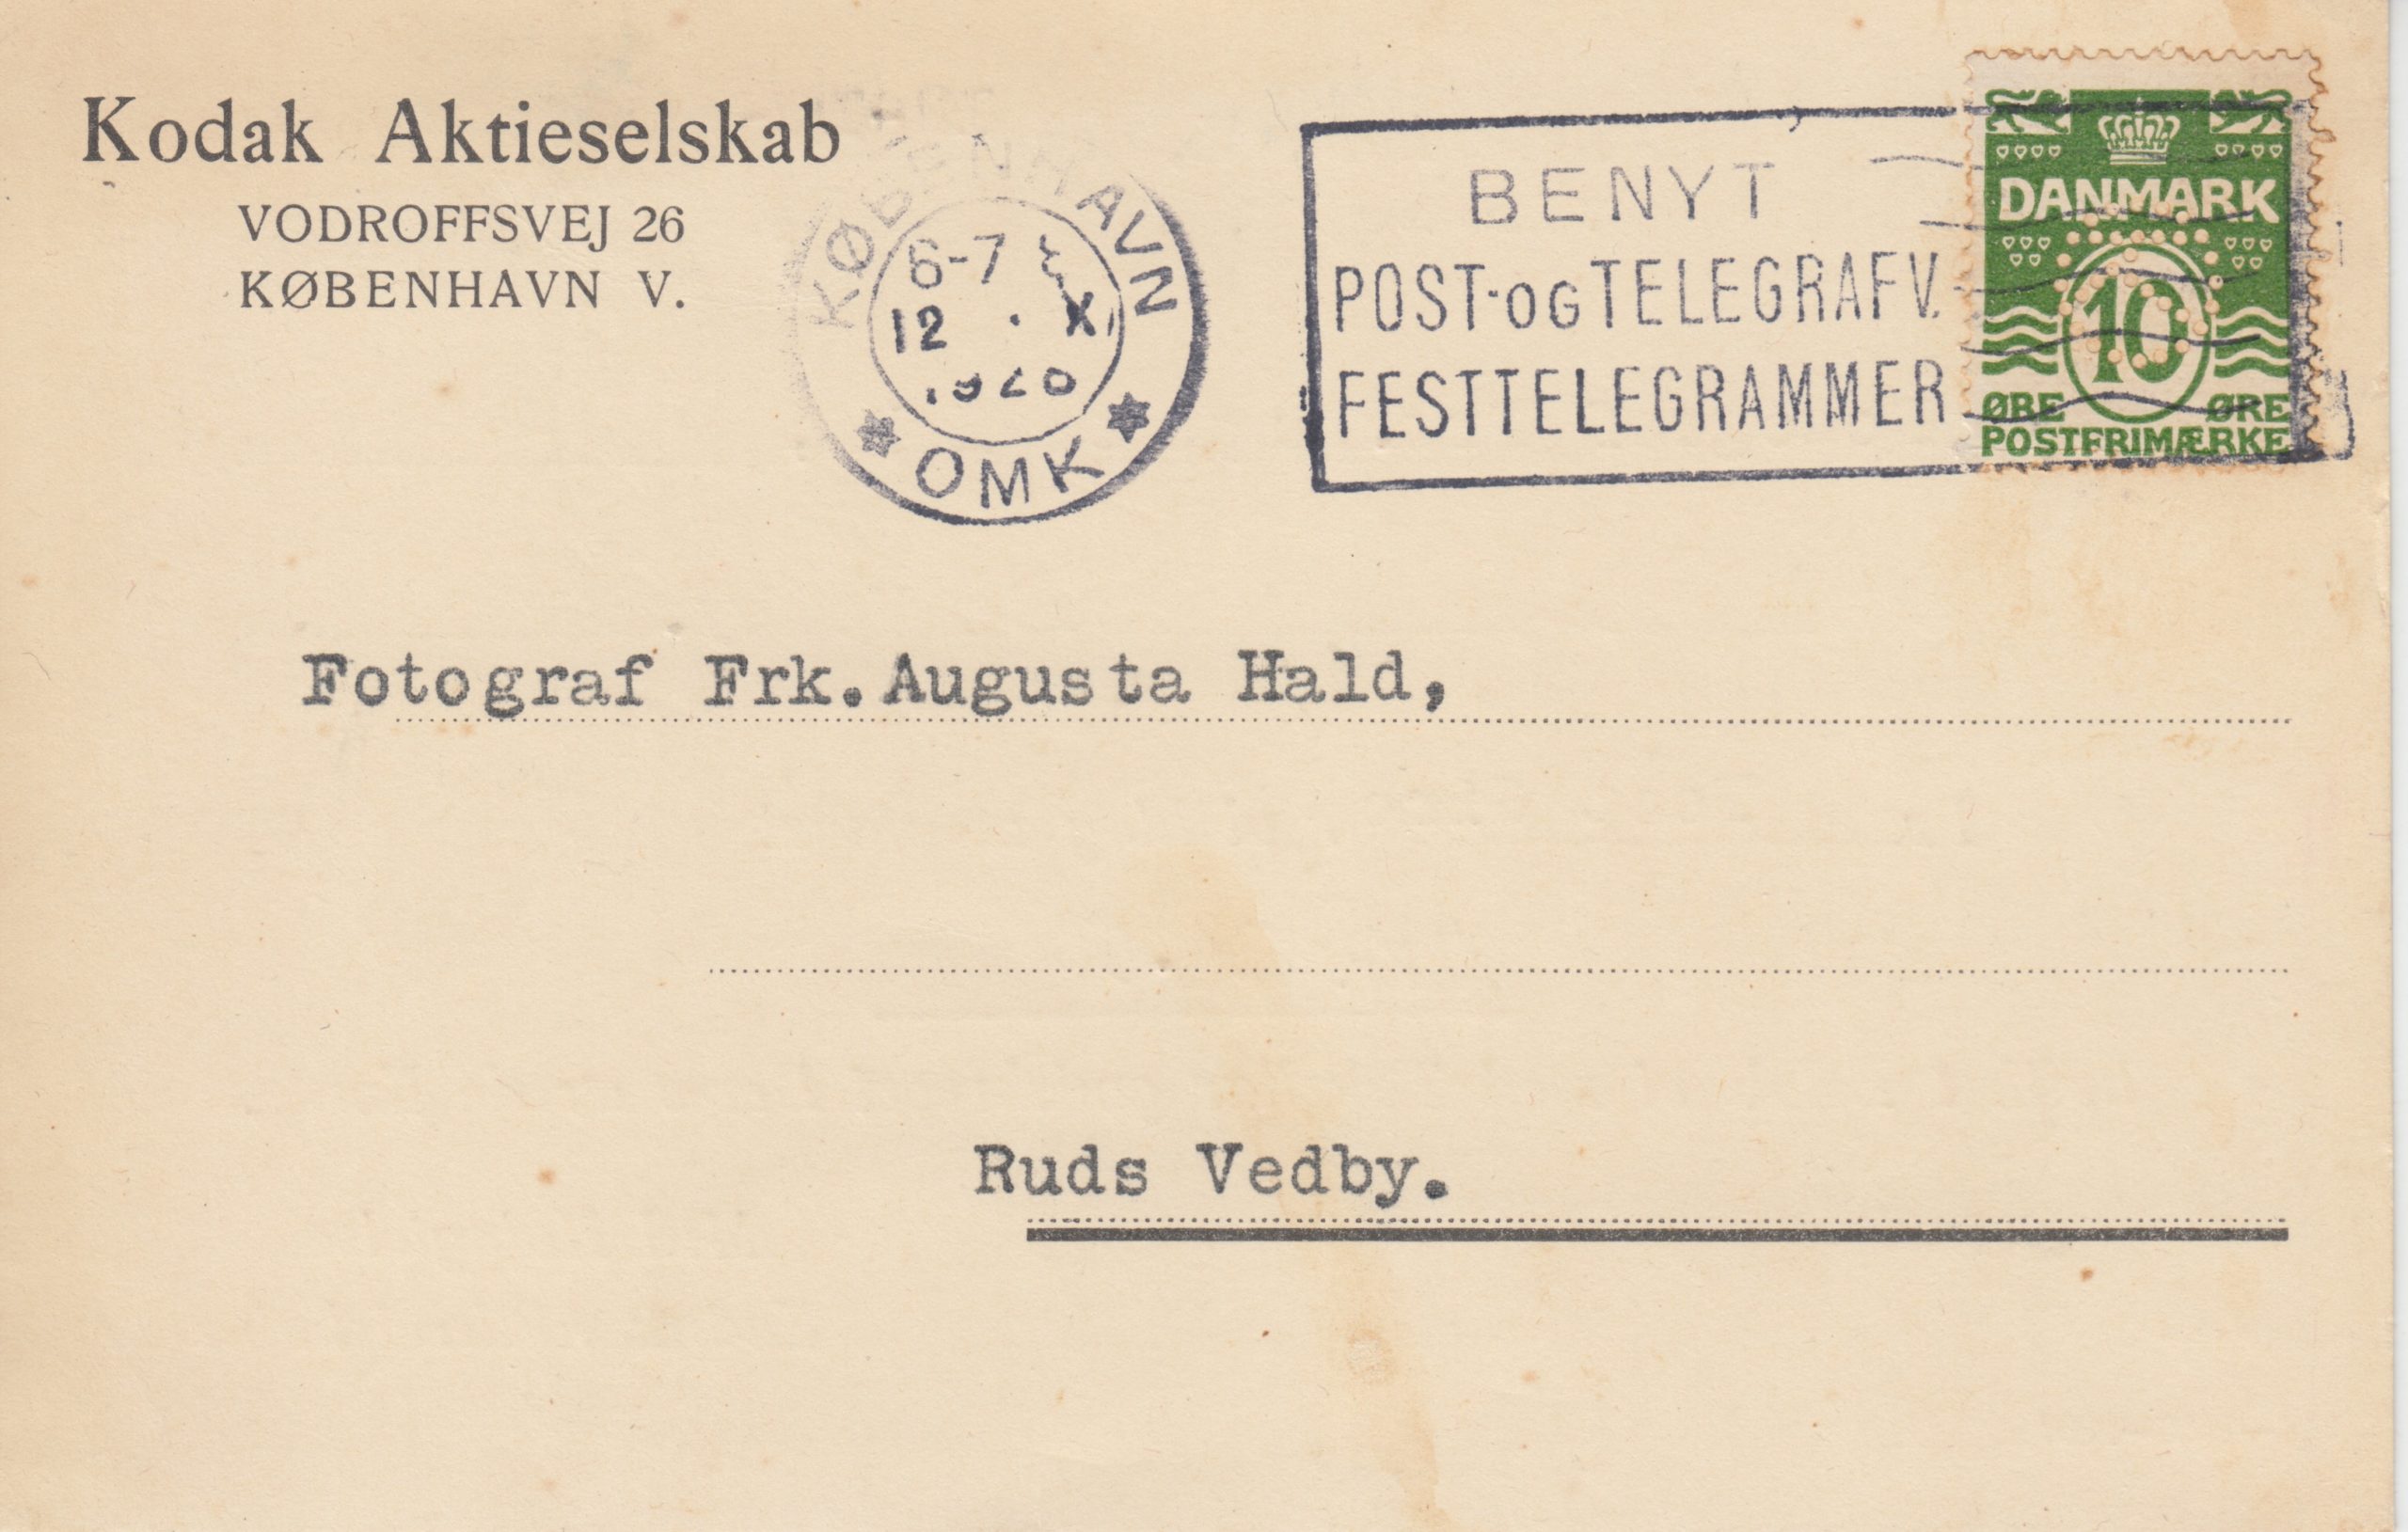 Kodak Aktieselskab
VODROFFSVEJ 26
KØBENHAVN V.
KØBENHAVN
6-7
12 . X.
OMK
BENYT
POST-OG TELEGRAFV.
FESTTELEGRAMMER
DANMARK
10
ØRE ØRE
POSTFRIMÆRKE
Fotograf Frk. Augusta Hald,
Ruds Vedby.